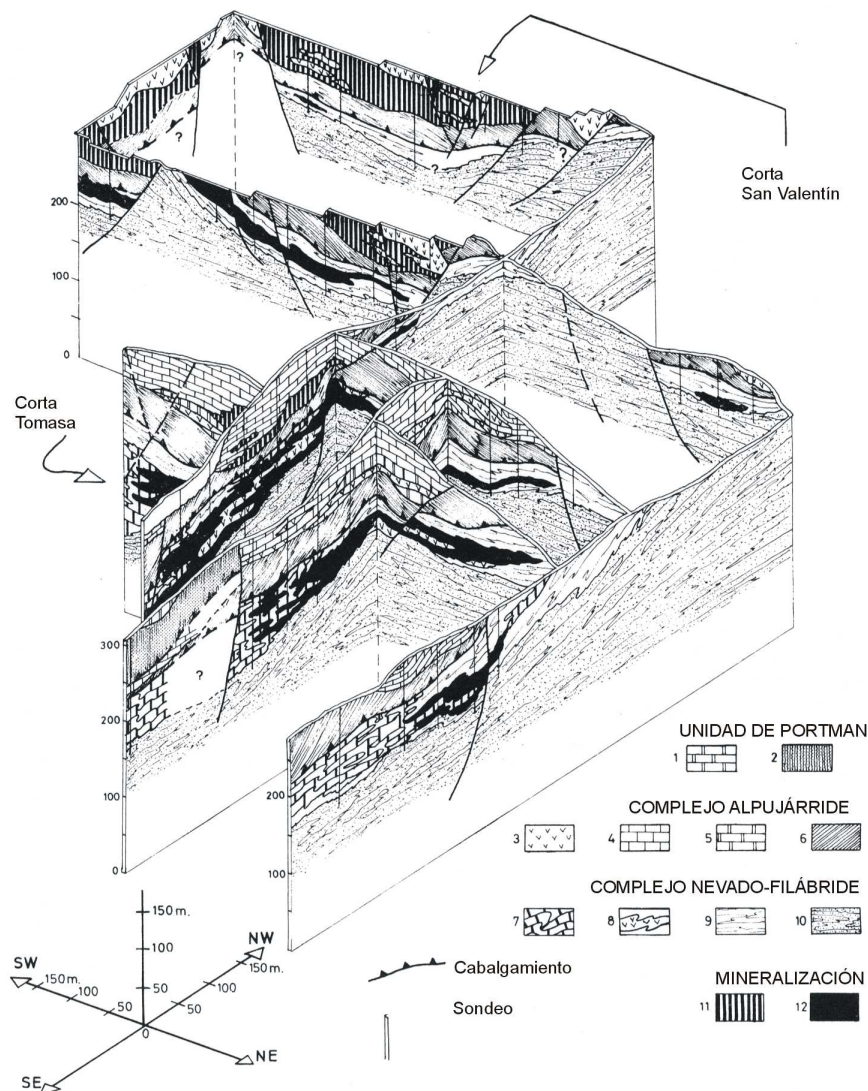 Corta
San Valentín
?
?
?
?
200
100
0
Corta
Tomasa
300
200
100
0
?
200
100
UNIDAD DE PORTMAN
1 2
COMPLEJO ALPUJÁRRIDE
3 4 5 6
COMPLEJO NEVADO-FILÁBRIDE
7 8 9 10
MINERALIZACIÓN
11 12
Cabalgamiento
Sondeo
150 m.
100
50
SW
150 m.
100
50
NW
150 m.
100
50
0
SE
NE